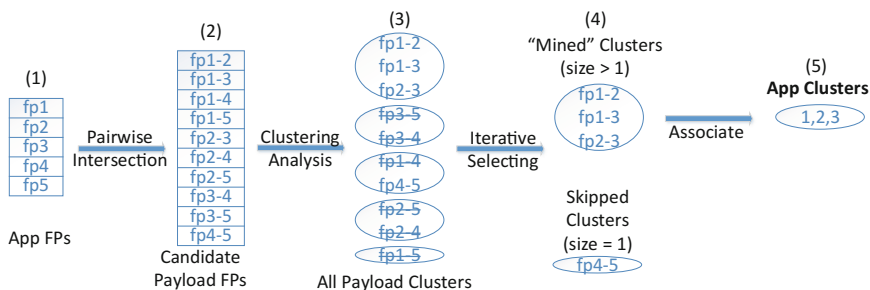 (1)
fp1
fp2
fp3
fp4
fp5
App FPs
Pairwise
Intersection
(2)
fp1-2
fp1-3
fp1-4
fp1-5
fp2-3
fp2-4
fp2-5
fp3-4
fp3-5
fp4-5
Candidate
Payload FPs
Clustering
Analysis
(3)
fp1-2
fp1-3
fp2-3
fp3-5
fp3-4
fp1-4
fp4-5
fp2-5
fp2-4
fp1-5
All Payload Clusters
Iterative
Selecting
(4)
“Mined” Clusters
(size > 1)
fp1-2
fp1-3
fp2-3
Skipped
Clusters
(size = 1)
fp4-5
Associate
(5)
App Clusters
1,2,3